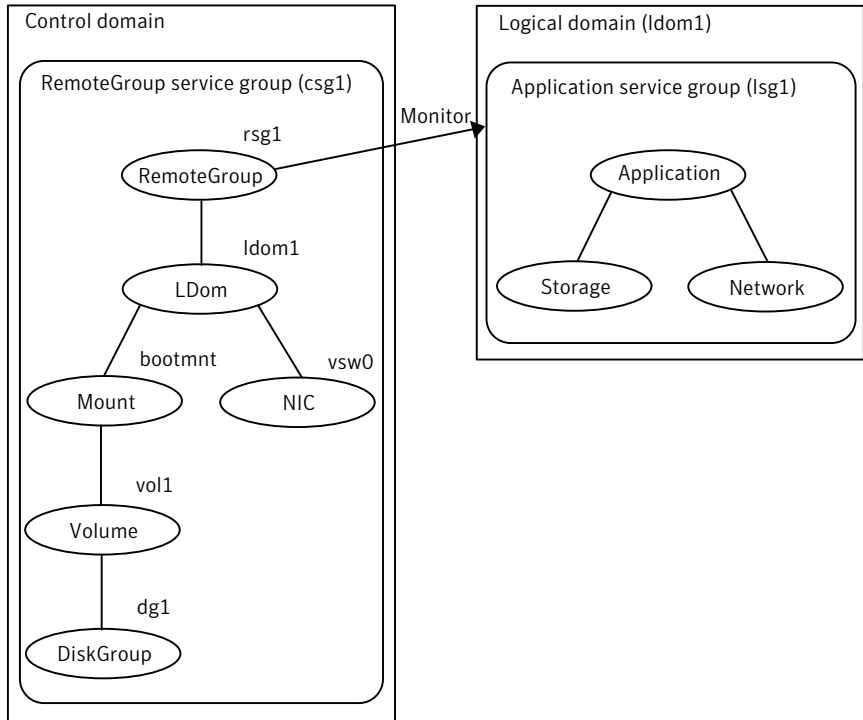 Control domain
RemoteGroup service group (csg1)
rsg1
RemoteGroup
ldom1
LDom
bootmnt
Mount
vsw0
NIC
vol1
Volume
dg1
DiskGroup
Monitor
Logical domain (ldom1)
Application service group (lsg1)
Application
Storage
Network